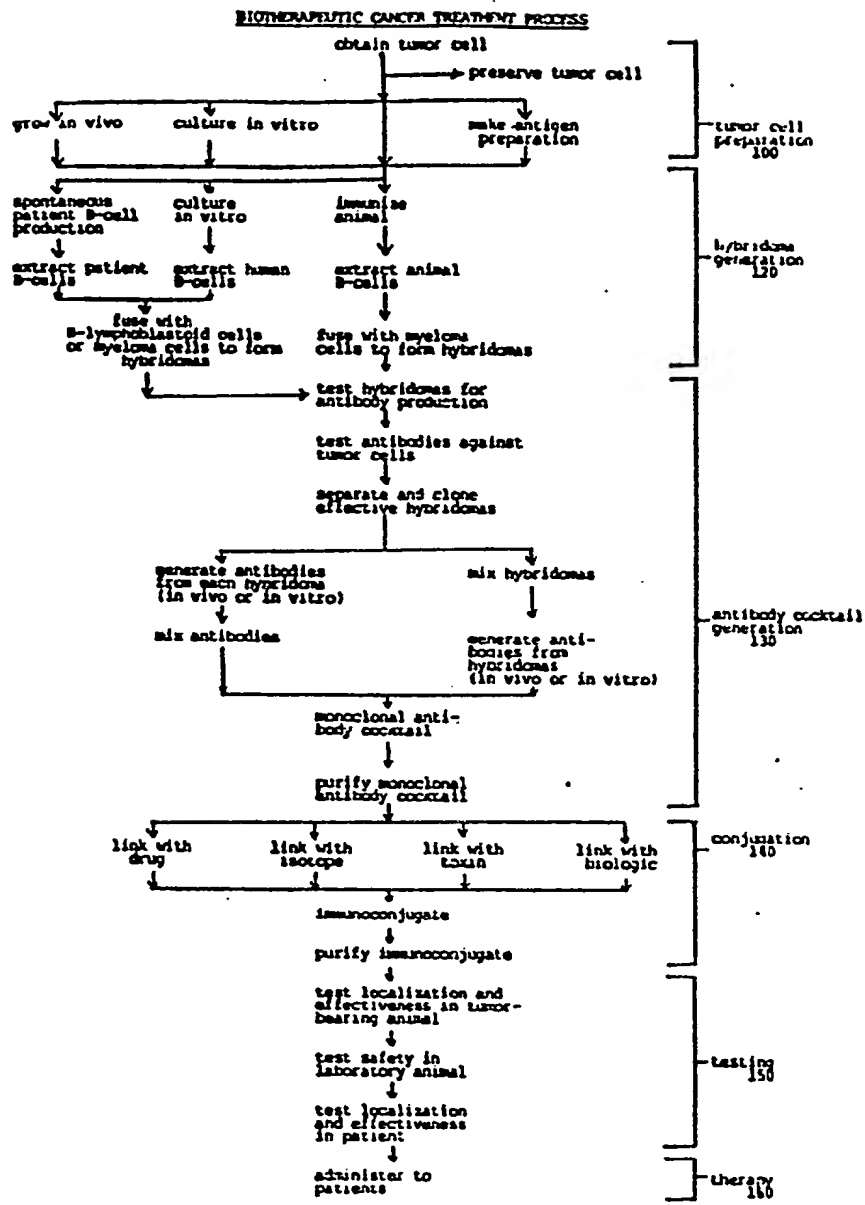 BIOTHERAPEUTIC CANCER TREATMENT PROCESS
obtain tumor cell
preserve tumor cell
grow in vivo
culture in vitro
make antigen
preparation
tumor cell
preparation
100
spontaneous
patient B-cell
production
culture
in vitro
immunize
animal
extract patient
B-cells
extract human
B-cells
extract animal
B-cells
hybridoma
generation
120
fuse with
B-lymphoblastoid cells
or myeloma cells to form
hybridomas
fuse with myeloma
cells to form hybridomas
test hybridomas for
antibody production
test antibodies against
tumor cells
separate and clone
effective hybridomas
generate antibodies
from each hybridoma
(in vivo or in vitro)
mix antibodies
mix hybridomas
generate anti-
bodies from
hybridomas
(in vivo or in vitro)
antibody cocktail
generation
130
monoclonal anti-
body cocktail
purify monoclonal
antibody cocktail
link with
drug
link with
isotope
link with
toxin
link with
biologic
conjugation
140
immunoconjugate
purify immunoconjugate
test localization and
effectiveness in tumor-
bearing animal
test safety in
laboratory animal
test localization
and effectiveness
in patient
testing
150
administer to
patients
therapy
160